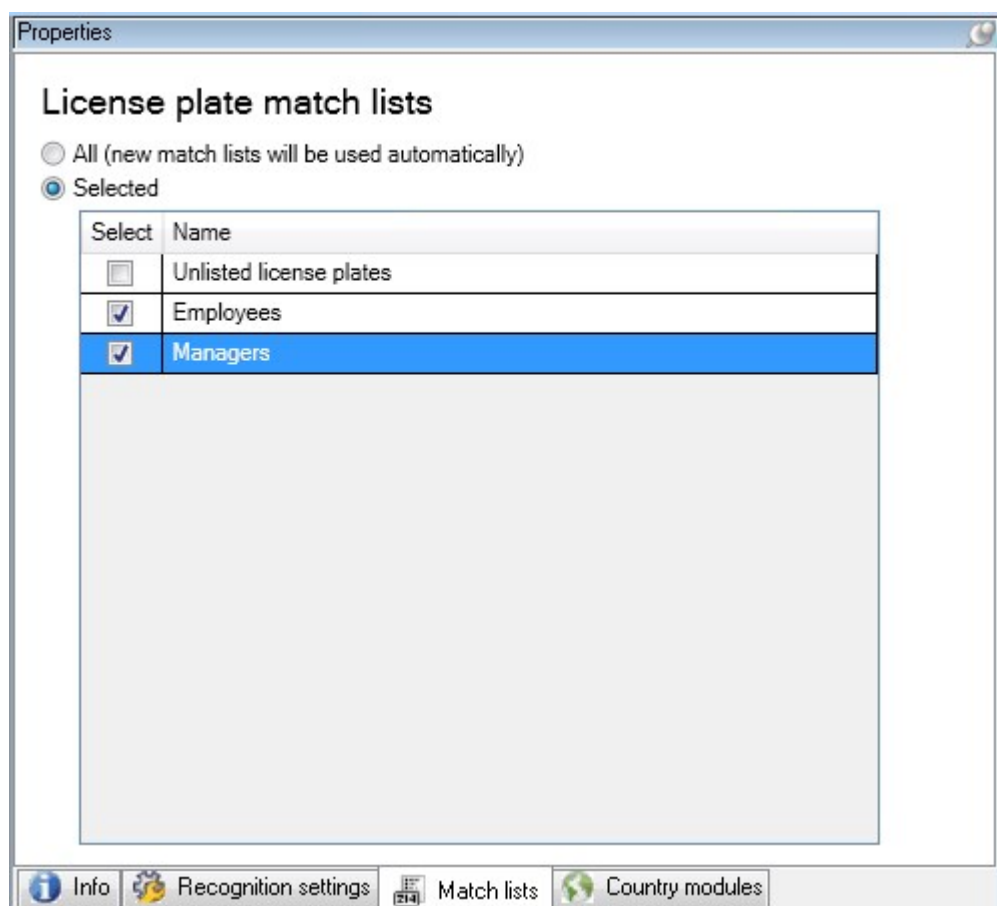 Properties
License plate match lists
All (new match lists will be used automatically)
Selected
Select Name
Unlisted license plates
Employees
Managers
Info Recognition settings Match lists Country modules